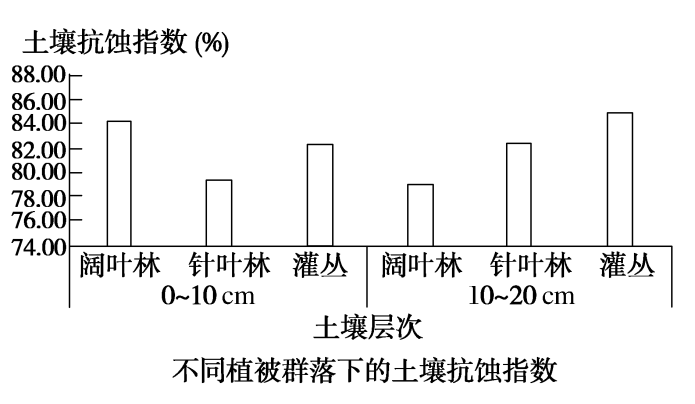 土壤抗蚀指数 (%)
88.00
86.00
84.00
82.00
80.00
78.00
76.00
74.00
阔叶林 针叶林 灌丛 阔叶林 针叶林 灌丛
0~10 cm 10~20 cm
土壤层次
不同植被群落下的土壤抗蚀指数